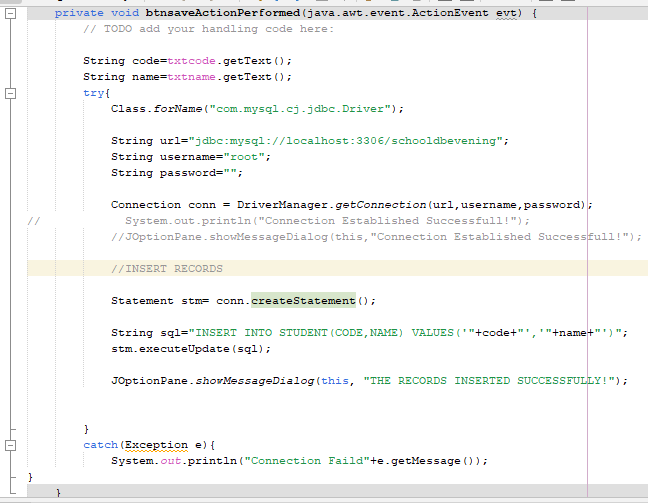 private void btnsaveActionPerformed(java.awt.event.ActionEvent evt) {
// TODO add your handling code here:
String code=txtcode.getText();
String name=txtname.getText();
try{
Class.forName("com.mysql.cj.jdbc.Driver");
String url="jdbc:mysql://localhost:3306/schooldbevening";
String username="root";
String password="";
Connection conn = DriverManager.getConnection(url,username,password);
// System.out.println("Connection Established Successfull!");
//JOptionPane.showMessageDialog(this,"Connection Established Successfull!");
//INSERT RECORDS
Statement stm= conn.createStatement();
String sql="INSERT INTO STUDENT(CODE,NAME) VALUES('"+code+"','"+name+"')";
stm.executeUpdate(sql);
JOptionPane.showMessageDialog(this, "THE RECORDS INSERTED SUCCESSFULLY!");
}
catch(Exception e){
System.out.println("Connection Faild"+e.getMessage());
}
}